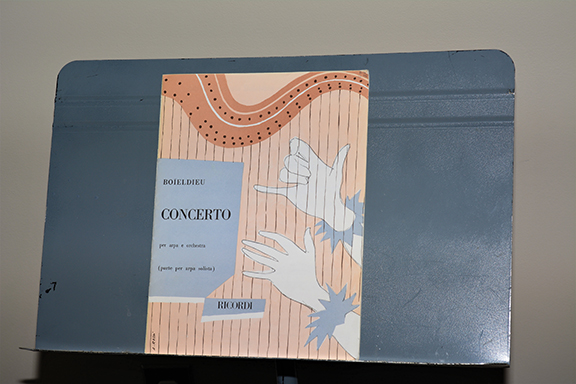 BOIELDIEU
CONCERTO
per arpa e orchestra
(parte per arpa solista)
RICORDI